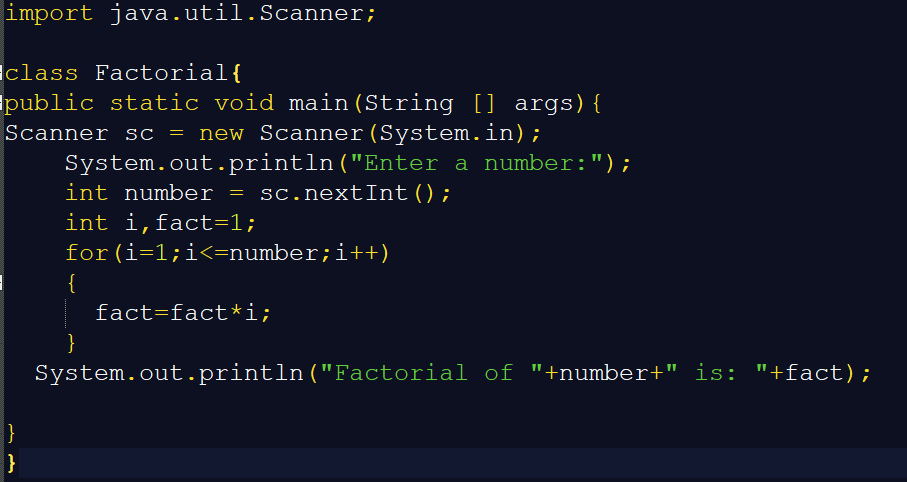 import java.util.Scanner;
class Factorial{
public static void main(String [] args){
Scanner sc = new Scanner(System.in);
System.out.println("Enter a number:");
int number = sc.nextInt();
int i,fact=1;
for(i=1;i<=number;i++)
{
fact=fact*i;
}
System.out.println("Factorial of "+number+" is: "+fact);
}
}